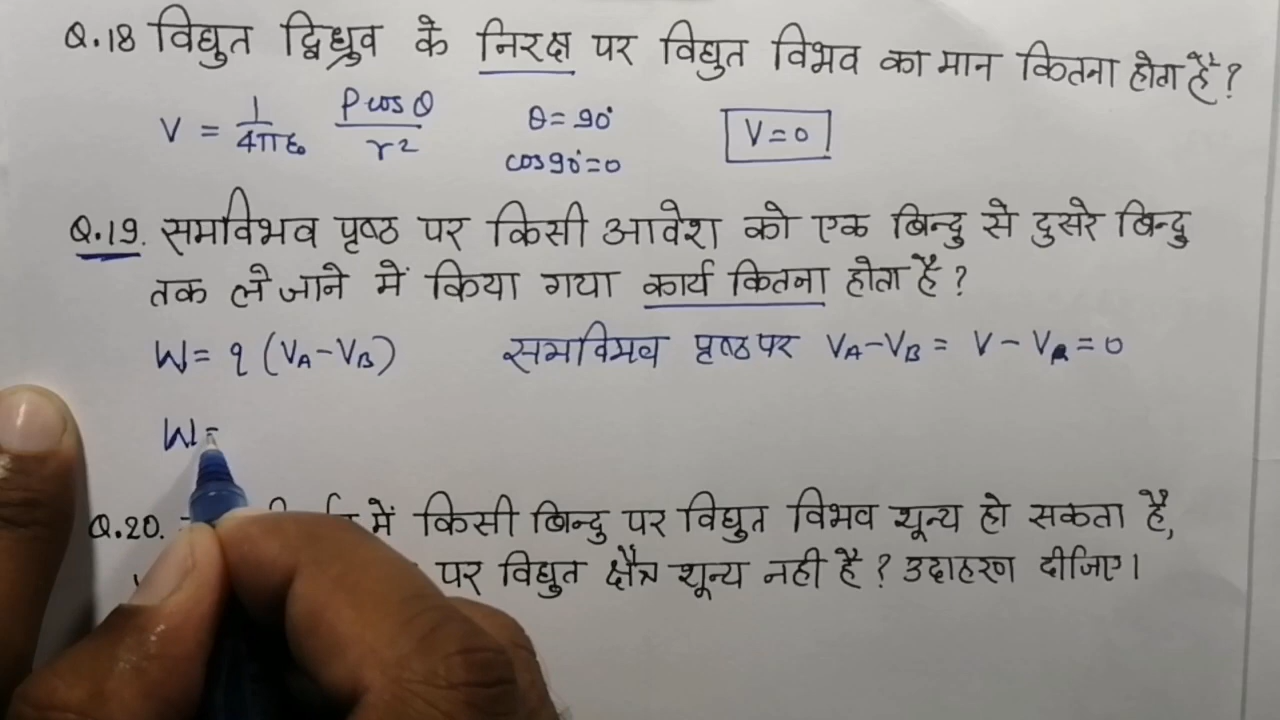 Q.18 विद्युत द्विध्रुव के निरक्ष पर विद्युत विभव का मान कितना होता है ?
V = 1/4πε₀ Pcosθ/r² θ=90° V=0
cos90°=0
Q.19. समविभव पृष्ठ पर किसी आवेश को एक बिन्दु से दुसरे बिन्दु
तक ले जाने में किया गया कार्य कितना होता है ?
W= q (VA-VB) समविभव पृष्ठ पर VA-VB = V-V = 0
W=
Q.20. में किसी बिन्दु पर विद्युत विभव शून्य हो सकता है,
पर विद्युत क्षैत्र शून्य नही है ? उदाहरण दीजिए।